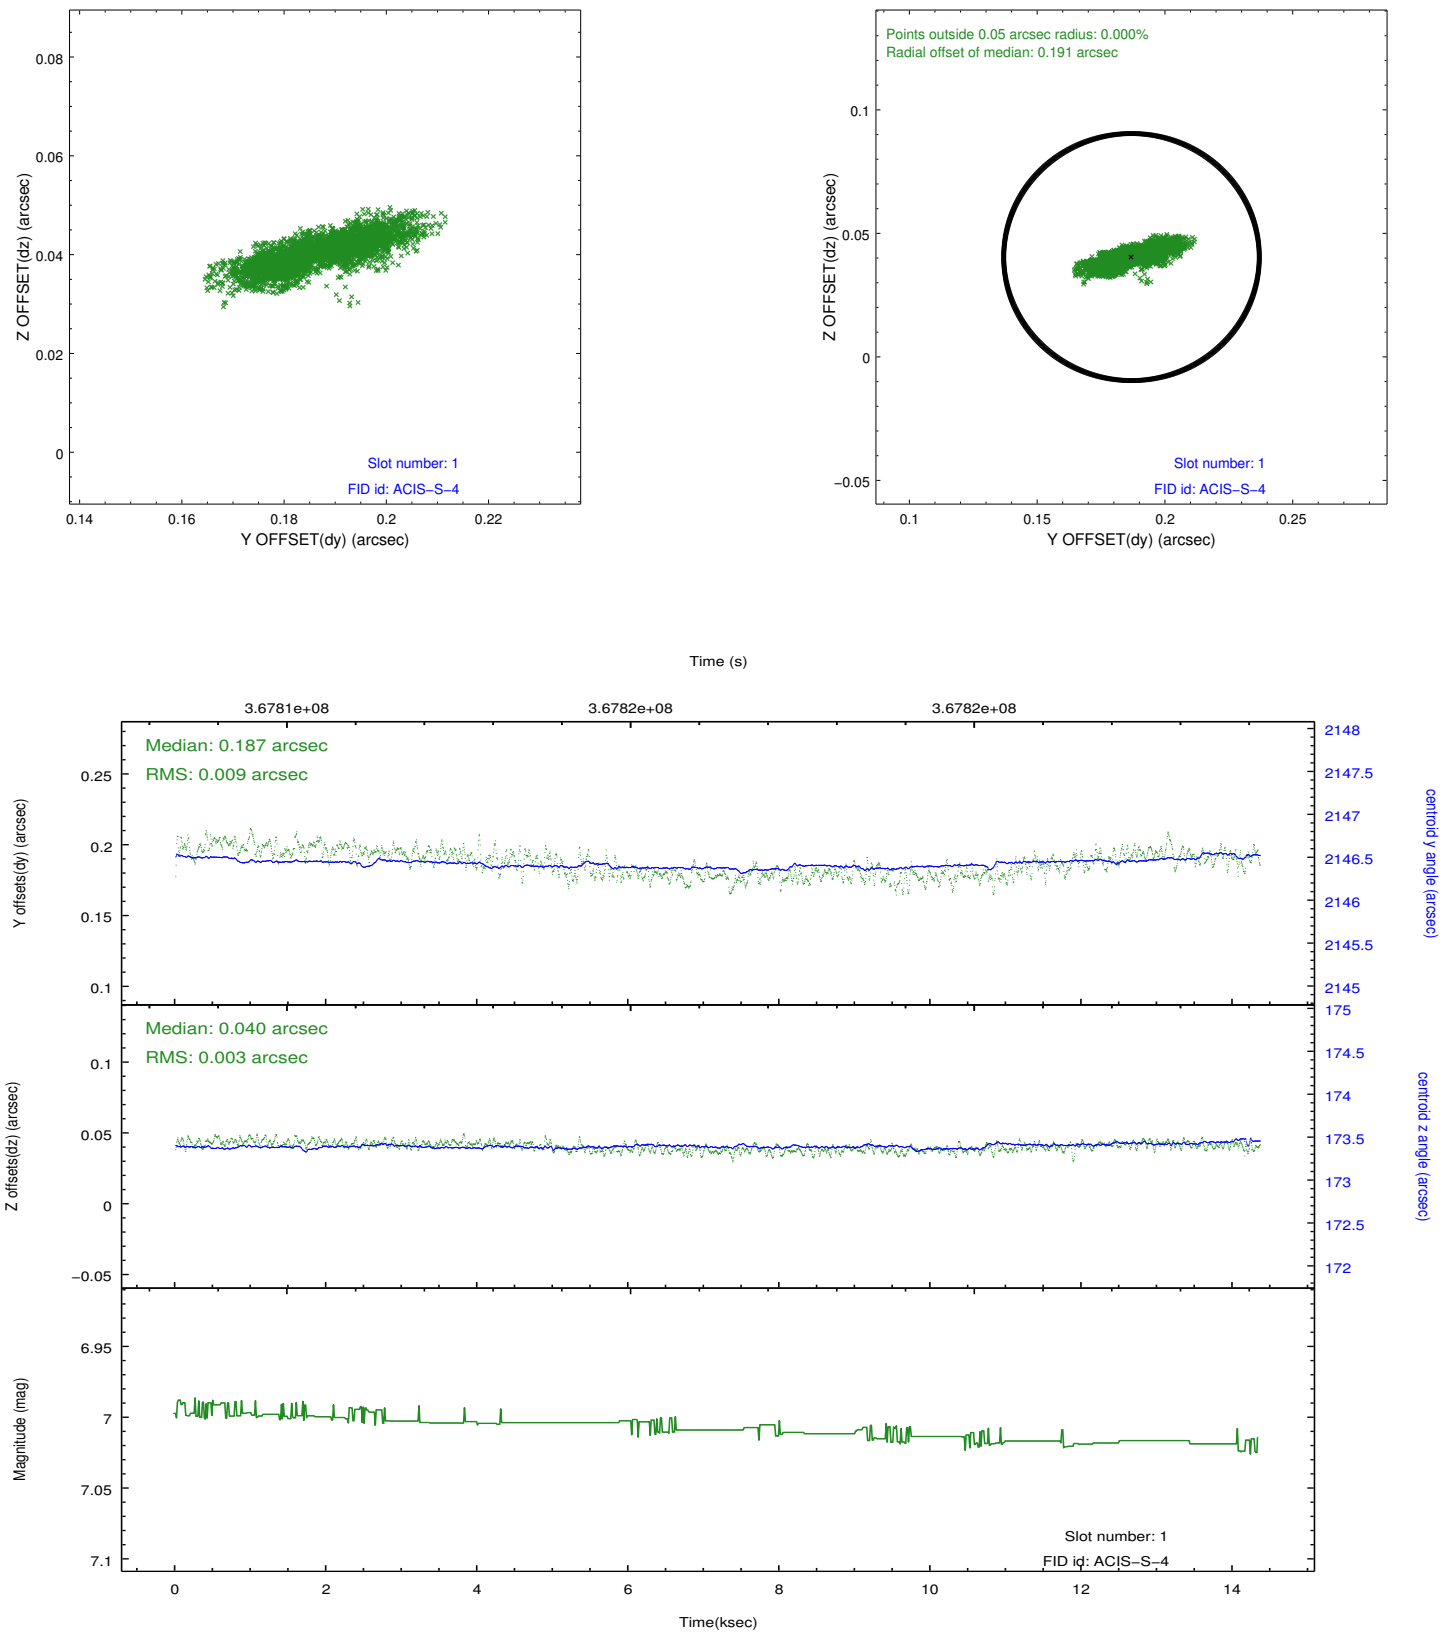 0.08
0.06
0.04
0.02
0
Z OFFSET(dz) (arcsec)
Slot number: 1
FID id: ACIS−S−4
0.14
0.16
0.18
0.2
0.22
Y OFFSET(dy) (arcsec)
Points outside 0.05 arcsec radius: 0.000%
Radial offset of median: 0.191 arcsec
0.1
0.05
0
−0.05
Z OFFSET(dz) (arcsec)
Slot number: 1
FID id: ACIS−S−4
0.1
0.15
0.2
0.25
Y OFFSET(dy) (arcsec)
Time (s)
3.6781e+08
3.6782e+08
3.6782e+08
Median: 0.187 arcsec
RMS: 0.009 arcsec
0.25
0.2
0.15
0.1
Y offsets(dy) (arcsec)
2148
2147.5
2147
2146.5
2146
2145.5
2145
centroid y angle (arcsec)
Median: 0.040 arcsec
RMS: 0.003 arcsec
0.1
0.05
0
−0.05
Z offsets(dz) (arcsec)
175
174.5
174
173.5
173
172.5
172
centroid z angle (arcsec)
6.95
7
7.05
7.1
Magnitude (mag)
Slot number: 1
FID id: ACIS−S−4
0
2
4
6
8
10
12
14
Time(ksec)